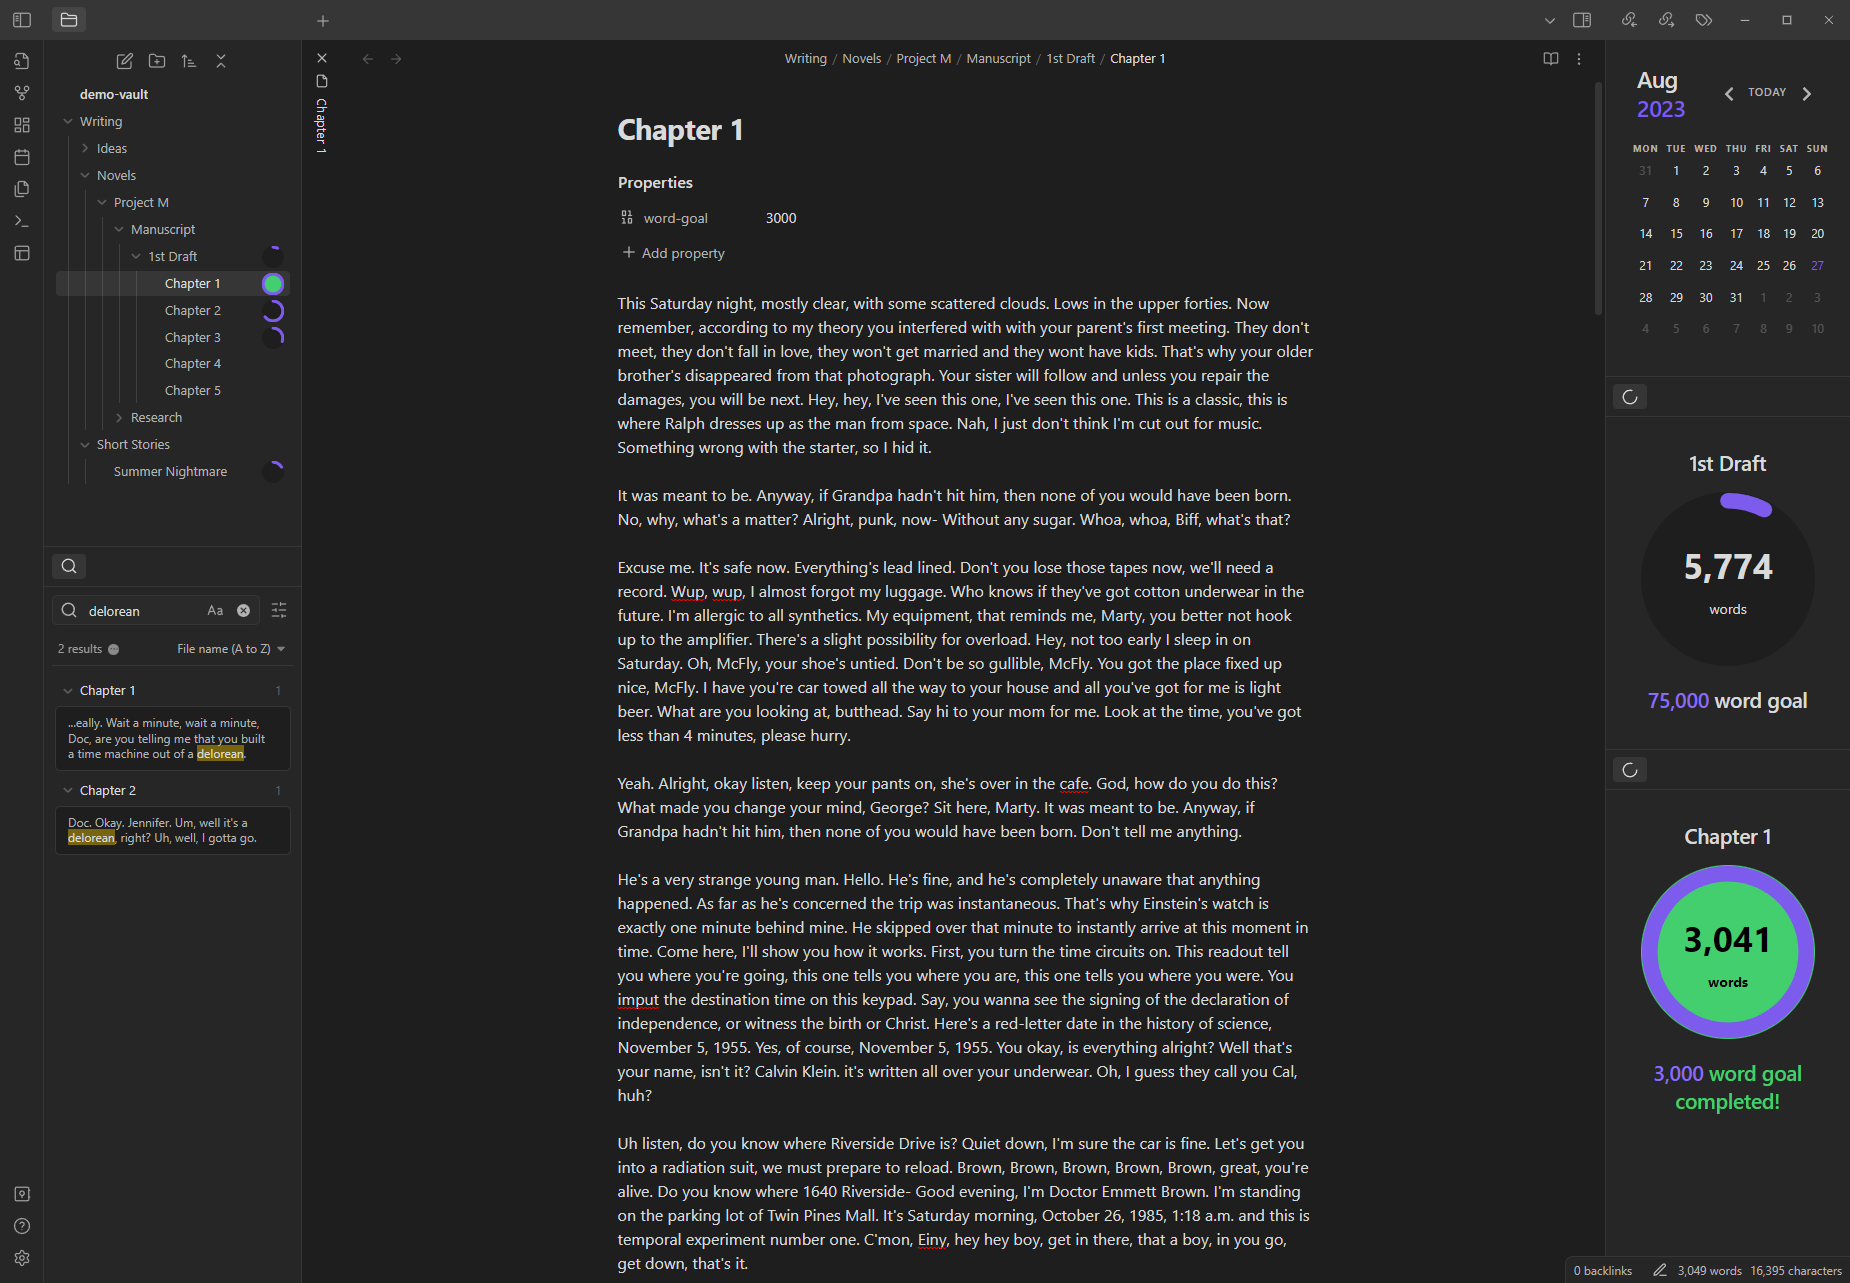 demo-vault
Writing
Ideas
Novels
Project M
Manuscript
1st Draft
Chapter 1
Chapter 2
Chapter 3
Chapter 4
Chapter 5
Research
Short Stories
Summer Nightmare
delorean
Aa
2 results
File name (A to Z)
Chapter 1
1
...eally. Wait a minute, wait a minute,
Doc, are you telling me that you built
a time machine out of a delorean.
Chapter 2
1
Doc. Okay. Jennifer. Um, well it's a
delorean, right? Uh, well, I gotta go.
Chapter 1
Writing / Novels / Project M / Manuscript / 1st Draft / Chapter 1
Chapter 1
Properties
word-goal 3000
Add property
This Saturday night, mostly clear, with some scattered clouds. Lows in the upper forties. Now
remember, according to my theory you interfered with with your parent's first meeting. They don't
meet, they don't fall in love, they won't get married and they wont have kids. That's why your older
brother's disappeared from that photograph. Your sister will follow and unless you repair the
damages, you will be next. Hey, hey, I've seen this one, I've seen this one. This is a classic, this is
where Ralph dresses up as the man from space. Nah, I just don't think I'm cut out for music.
Something wrong with the starter, so I hid it.
It was meant to be. Anyway, if Grandpa hadn't hit him, then none of you would have been born.
No, why, what's a matter? Alright, punk, now- Without any sugar. Whoa, whoa, Biff, what's that?
Excuse me. It's safe now. Everything's lead lined. Don't you lose those tapes now, we'll need a
record. Wup, wup, I almost forgot my luggage. Who knows if they've got cotton underwear in the
future. I'm allergic to all synthetics. My equipment, that reminds me, Marty, you better not hook
up to the amplifier. There's a slight possibility for overload. Hey, not too early I sleep in on
Saturday. Oh, McFly, your shoe's untied. Don't be so gullible, McFly. You got the place fixed up
nice, McFly. I have you're car towed all the way to your house and all you've got for me is light
beer. What are you looking at, butthead. Say hi to your mom for me. Look at the time, you've got
less than 4 minutes, please hurry.
Yeah. Alright, okay listen, keep your pants on, she's over in the cafe. God, how do you do this?
What made you change your mind, George? Sit here, Marty. It was meant to be. Anyway, if
Grandpa hadn't hit him, then none of you would have been born. Don't tell me anything.
He's a very strange young man. Hello. He's fine, and he's completely unaware that anything
happened. As far as he's concerned the trip was instantaneous. That's why Einstein's watch is
exactly one minute behind mine. He skipped over that minute to instantly arrive at this moment in
time. Come here, I'll show you how it works. First, you turn the time circuits on. This readout tell
you where you're going, this one tells you where you are, this one tells you where you were. You
imput the destination time on this keypad. Say, you wanna see the signing of the declaration of
independence, or witness the birth or Christ. Here's a red-letter date in the history of science,
November 5, 1955. Yes, of course, November 5, 1955. You okay, is everything alright? Well that's
your name, isn't it? Calvin Klein. it's written all over your underwear. Oh, I guess they call you Cal,
huh?
Uh listen, do you know where Riverside Drive is? Quiet down, I'm sure the car is fine. Let's get you
into a radiation suit, we must prepare to reload. Brown, Brown, Brown, Brown, Brown, great, you're
alive. Do you know where 1640 Riverside- Good evening, I'm Doctor Emmett Brown. I'm standing
on the parking lot of Twin Pines Mall. It's Saturday morning, October 26, 1985, 1:18 a.m. and this is
temporal experiment number one. C'mon, Einy, hey hey boy, get in there, that a boy, in you go,
get down, that's it.
Aug
2023
TODAY
MON TUE WED THU FRI SAT SUN
31 1 2 3 4 5 6
7 8 9 10 11 12 13
14 15 16 17 18 19 20
21 22 23 24 25 26 27
28 29 30 31 1 2 3
4 5 6 7 8 9 10
1st Draft
5,774
words
75,000 word goal
Chapter 1
3,041
words
3,000 word goal
completed!
0 backlinks 3,049 words 16,395 characters